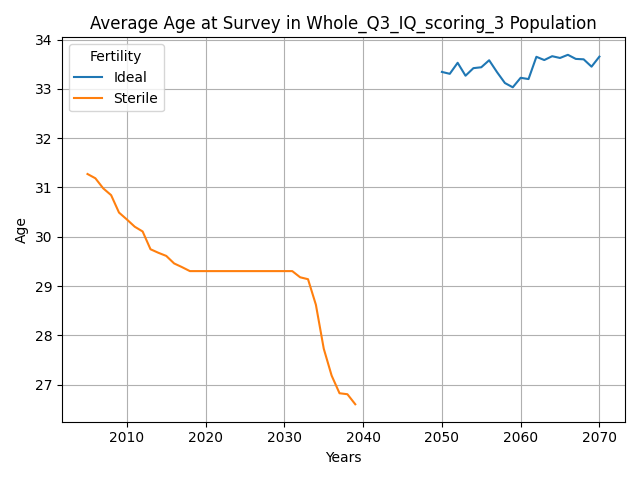 Average Age at Survey in Whole_Q3_IQ_scoring_3 Population
Fertility
Ideal
Sterile
34
33
32
31
30
29
28
27
Age
2010 2020 2030 2040 2050 2060 2070
Years